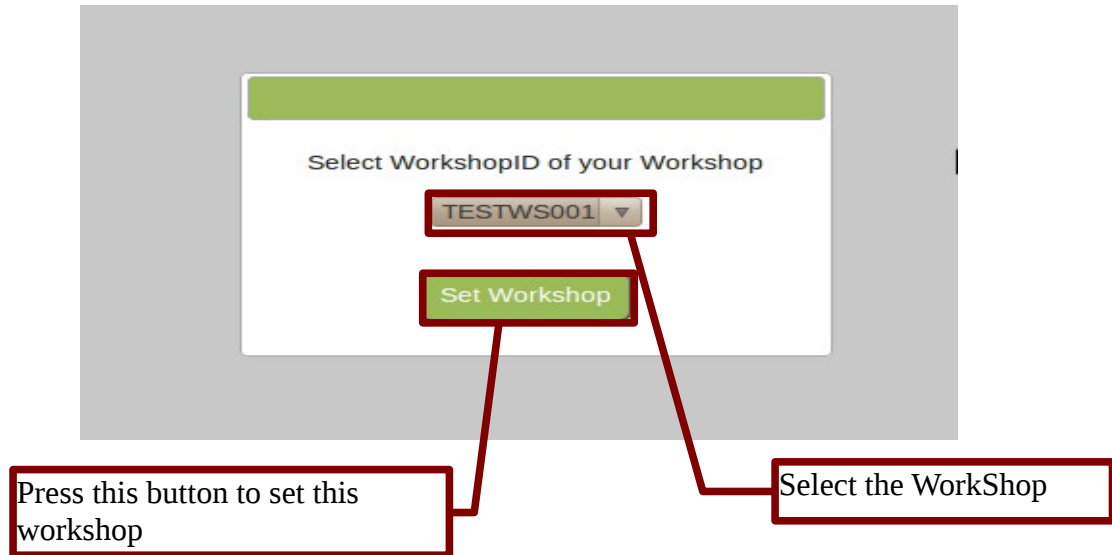 Select WorkshopID of your Workshop
TESTWS001
Set Workshop
Press this button to set this
workshop
Select the WorkShop